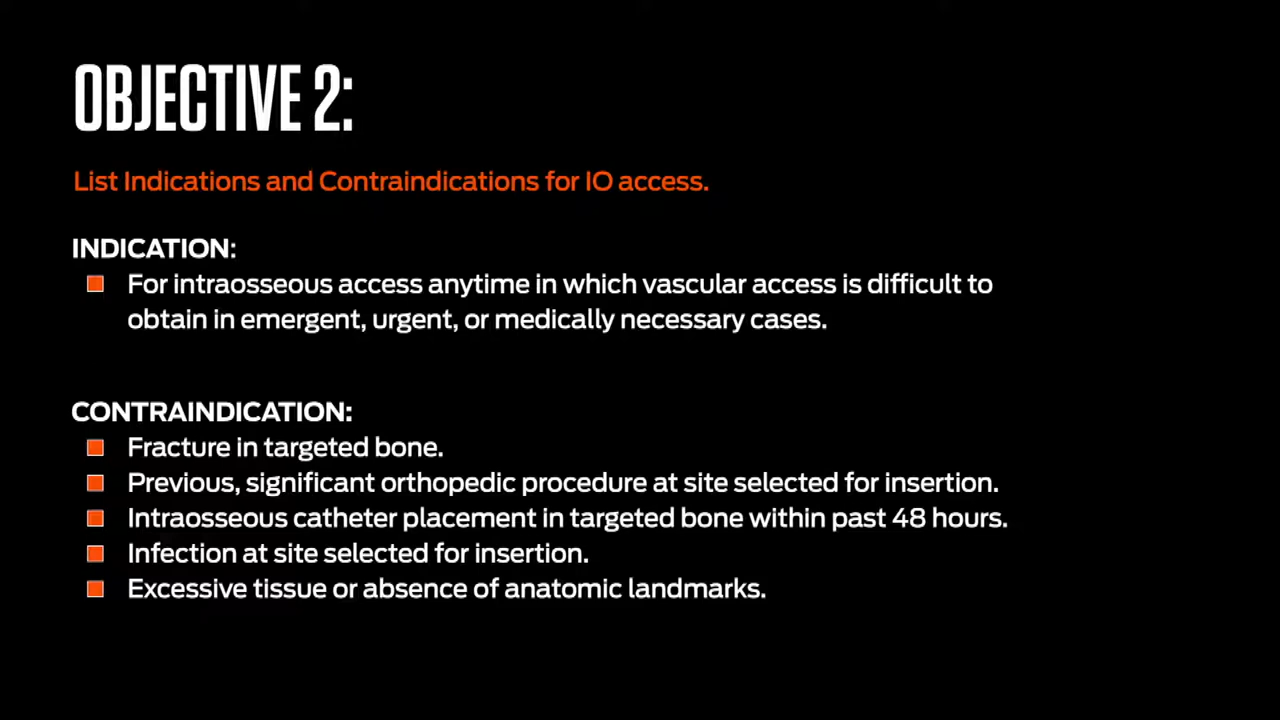 OBJECTIVE 2:
List Indications and Contraindications for IO access.
INDICATION:
For intraosseous access anytime in which vascular access is difficult to
obtain in emergent, urgent, or medically necessary cases.
CONTRAINDICATION:
Fracture in targeted bone.
Previous, significant orthopedic procedure at site selected for insertion.
Intraosseous catheter placement in targeted bone within past 48 hours.
Infection at site selected for insertion.
Excessive tissue or absence of anatomic landmarks.